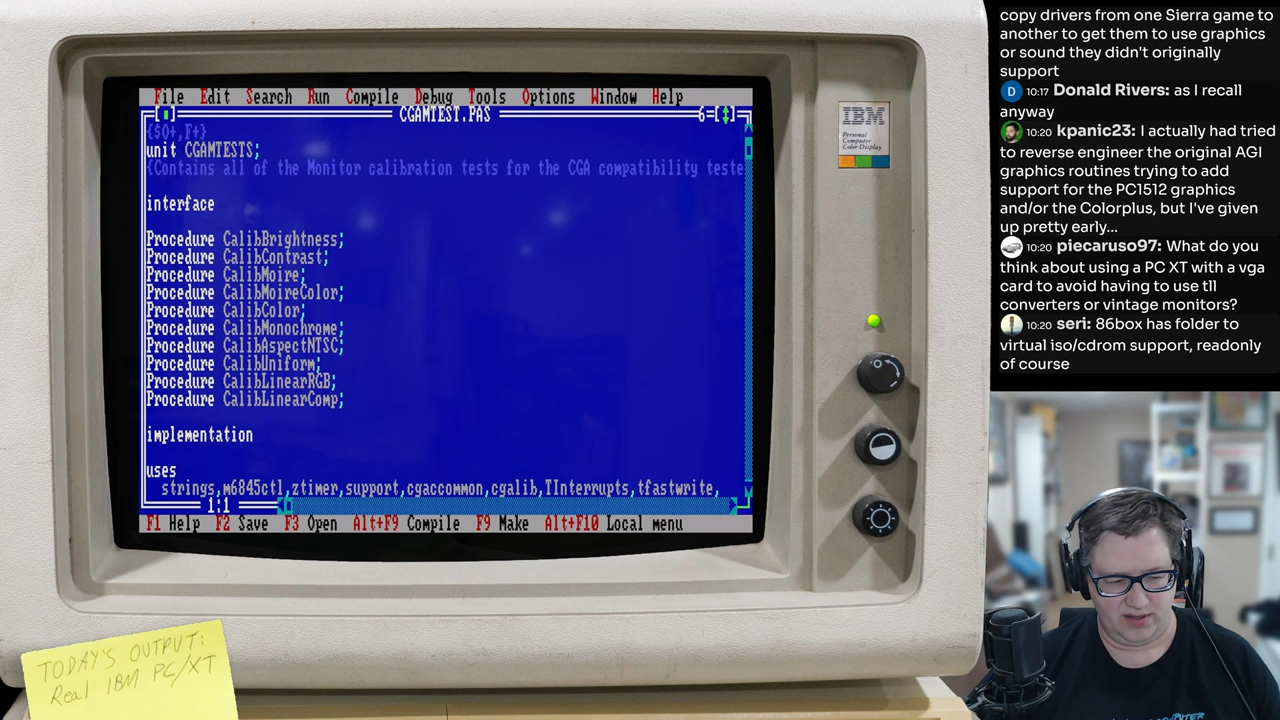 File Edit Search Run Compile Debug Tools Options Window Help
CGAMTEST.PAS 6
{$O+,F+}
unit CGAMTESTS;
{Contains all of the Monitor calibration tests for the CGA compatibility teste
interface
Procedure CalibBrightness;
Procedure CalibContrast;
Procedure CalibMoire;
Procedure CalibMoireColor;
Procedure CalibColor;
Procedure CalibMonochrome;
Procedure CalibAspectNTSC;
Procedure CalibUniform;
Procedure CalibLinearRGB;
Procedure CalibLinearComp;
implementation
uses
strings,m6845ctl,ztimer,support,cgaccommon,cgalib,TInterrupts,tfastwrite,
1:1
F1 Help F2 Save F3 Open Alt+F9 Compile F9 Make Alt+F10 Local menu
IBM
Personal
Computer
Color Display
TODAY'S OUTPUT:
Real IBM PC/XT
copy drivers from one Sierra game to
another to get them to use graphics
or sound they didn't originally
support
D 10:17 Donald Rivers: as I recall
anyway
10:20 kpanic23: I actually had tried
to reverse engineer the original AGI
graphics routines trying to add
support for the PC1512 graphics
and/or the Colorplus, but I've given
up pretty early...
10:20 piecaruso97: What do you
think about using a PC XT with a vga
card to avoid having to use tll
converters or vintage monitors?
10:20 seri: 86box has folder to
virtual iso/cdrom support, readonly
of course